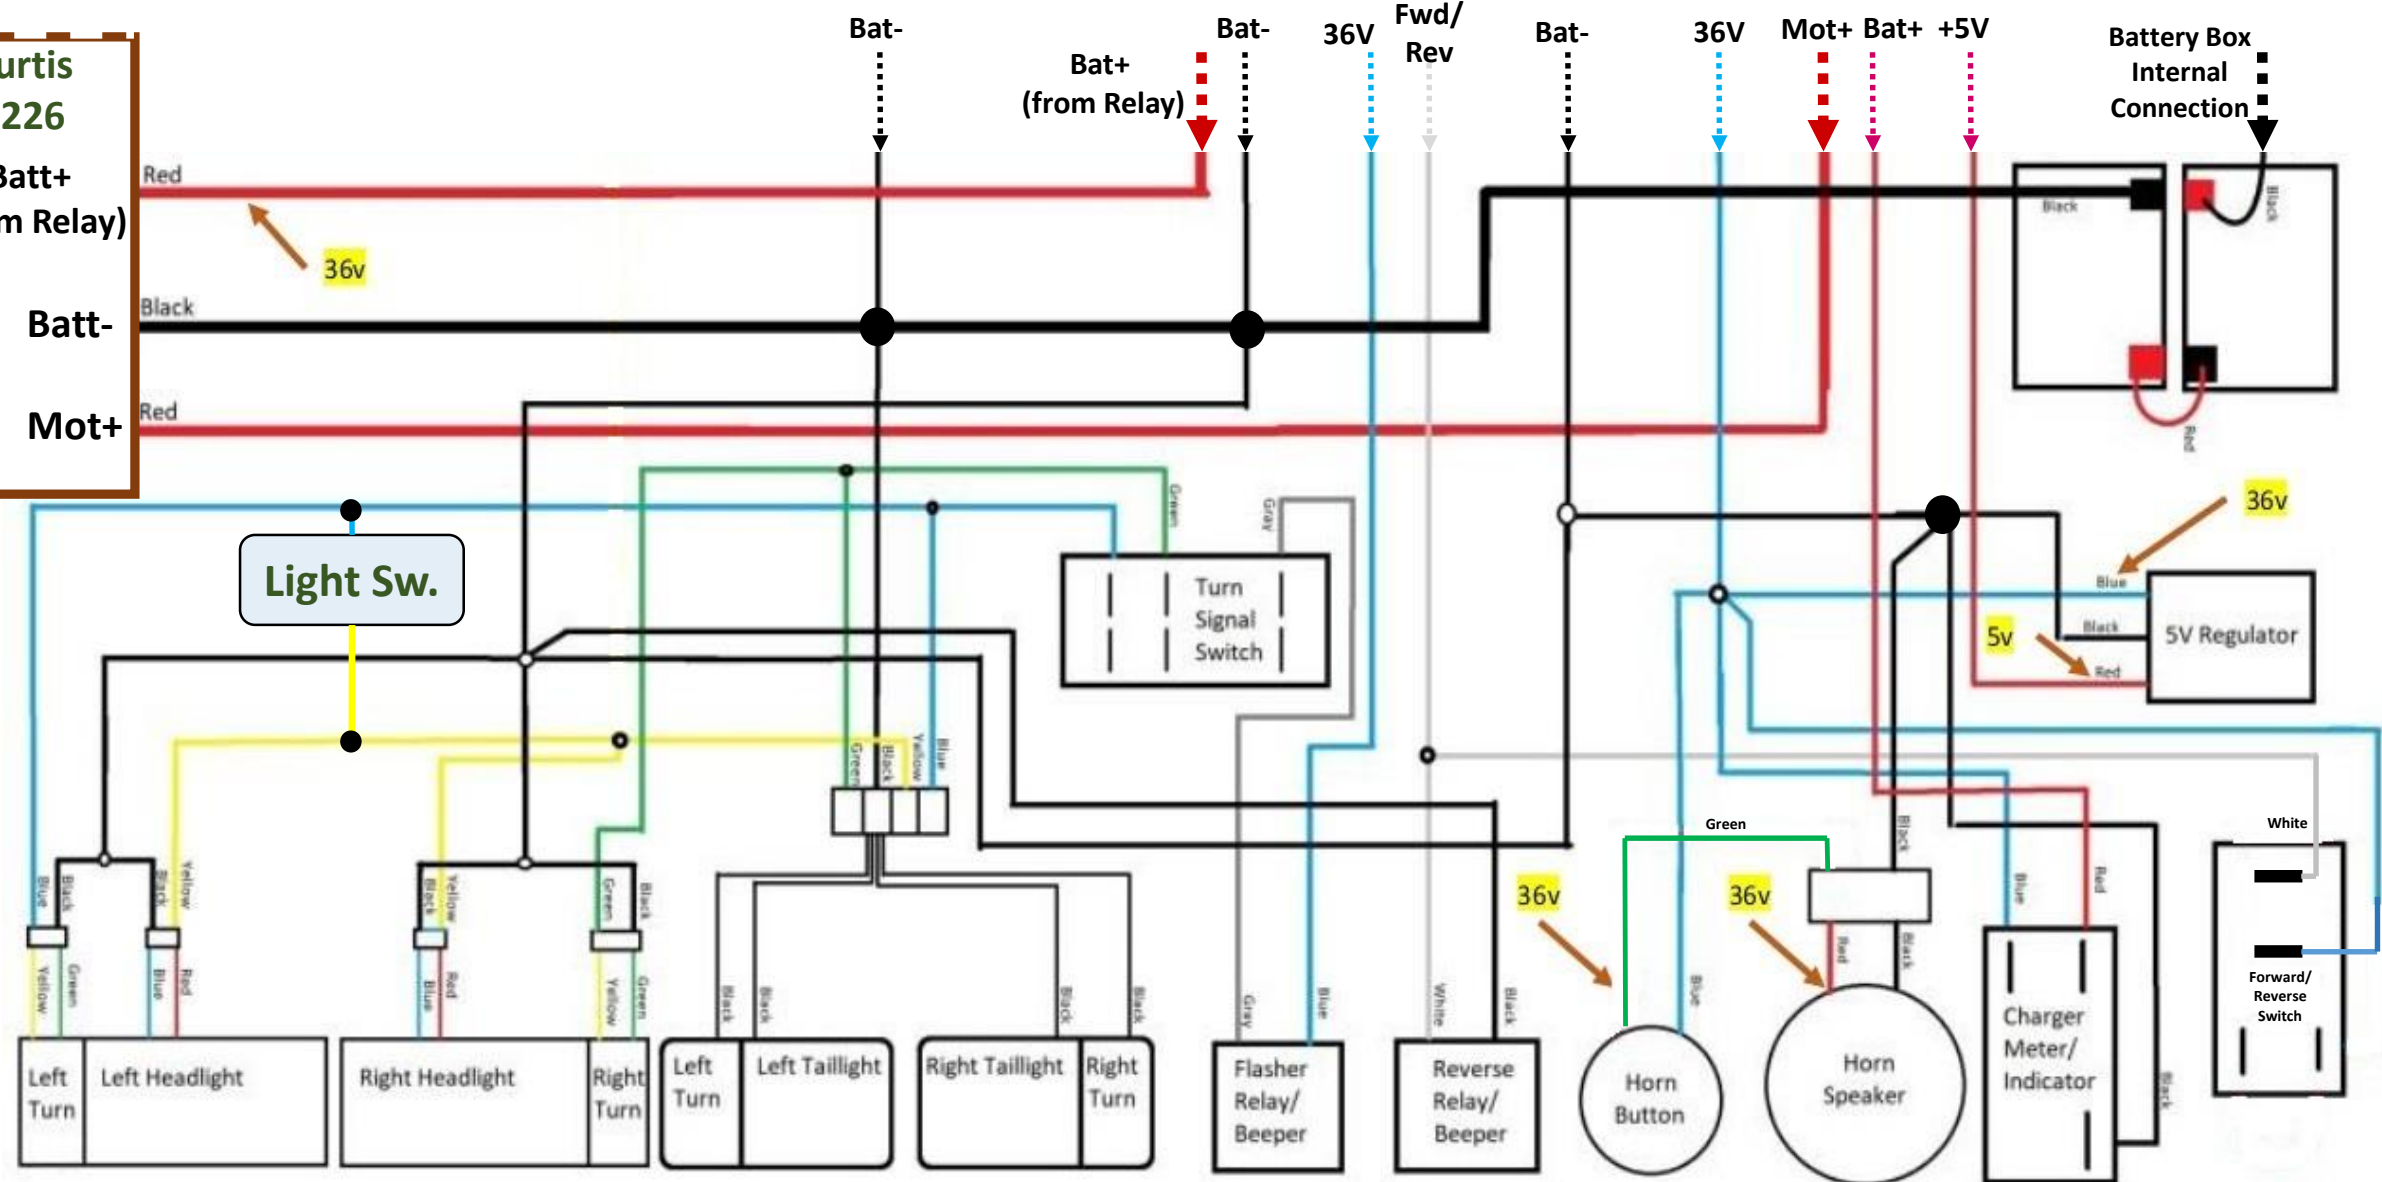 Bat-
Bat+
(from Relay)
Bat-
36V
Fwd/
Rev
Bat-
36V
Mot+
Bat+
+5V
Battery Box
Internal
Connection
urtis
226
Batt+
m Relay)
Batt-
Mot+
Red
36v
Black
Red
Black
Black
Red
Light Sw.
Green
Gray
Turn
Signal
Switch
36v
Blue
Black
5v
Red
5V Regulator
Green
Black
Yellow
Blue
Blue
Black
Black
Yellow
Black
Yellow
Green
Black
Yellow
Green
Blue
Red
Blue
Red
Yellow
Green
Black
Black
Black
Black
Gray
Blue
White
Black
Green
36v
36v
Blue
Black
Red
Black
Blue
Red
White
Black
Left
Turn
Left Headlight
Right Headlight
Right
Turn
Left
Turn
Left Taillight
Right Taillight
Right
Turn
Flasher
Relay/
Beeper
Reverse
Relay/
Beeper
Horn
Button
Horn
Speaker
Charger
Meter/
Indicator
Forward/
Reverse
Switch